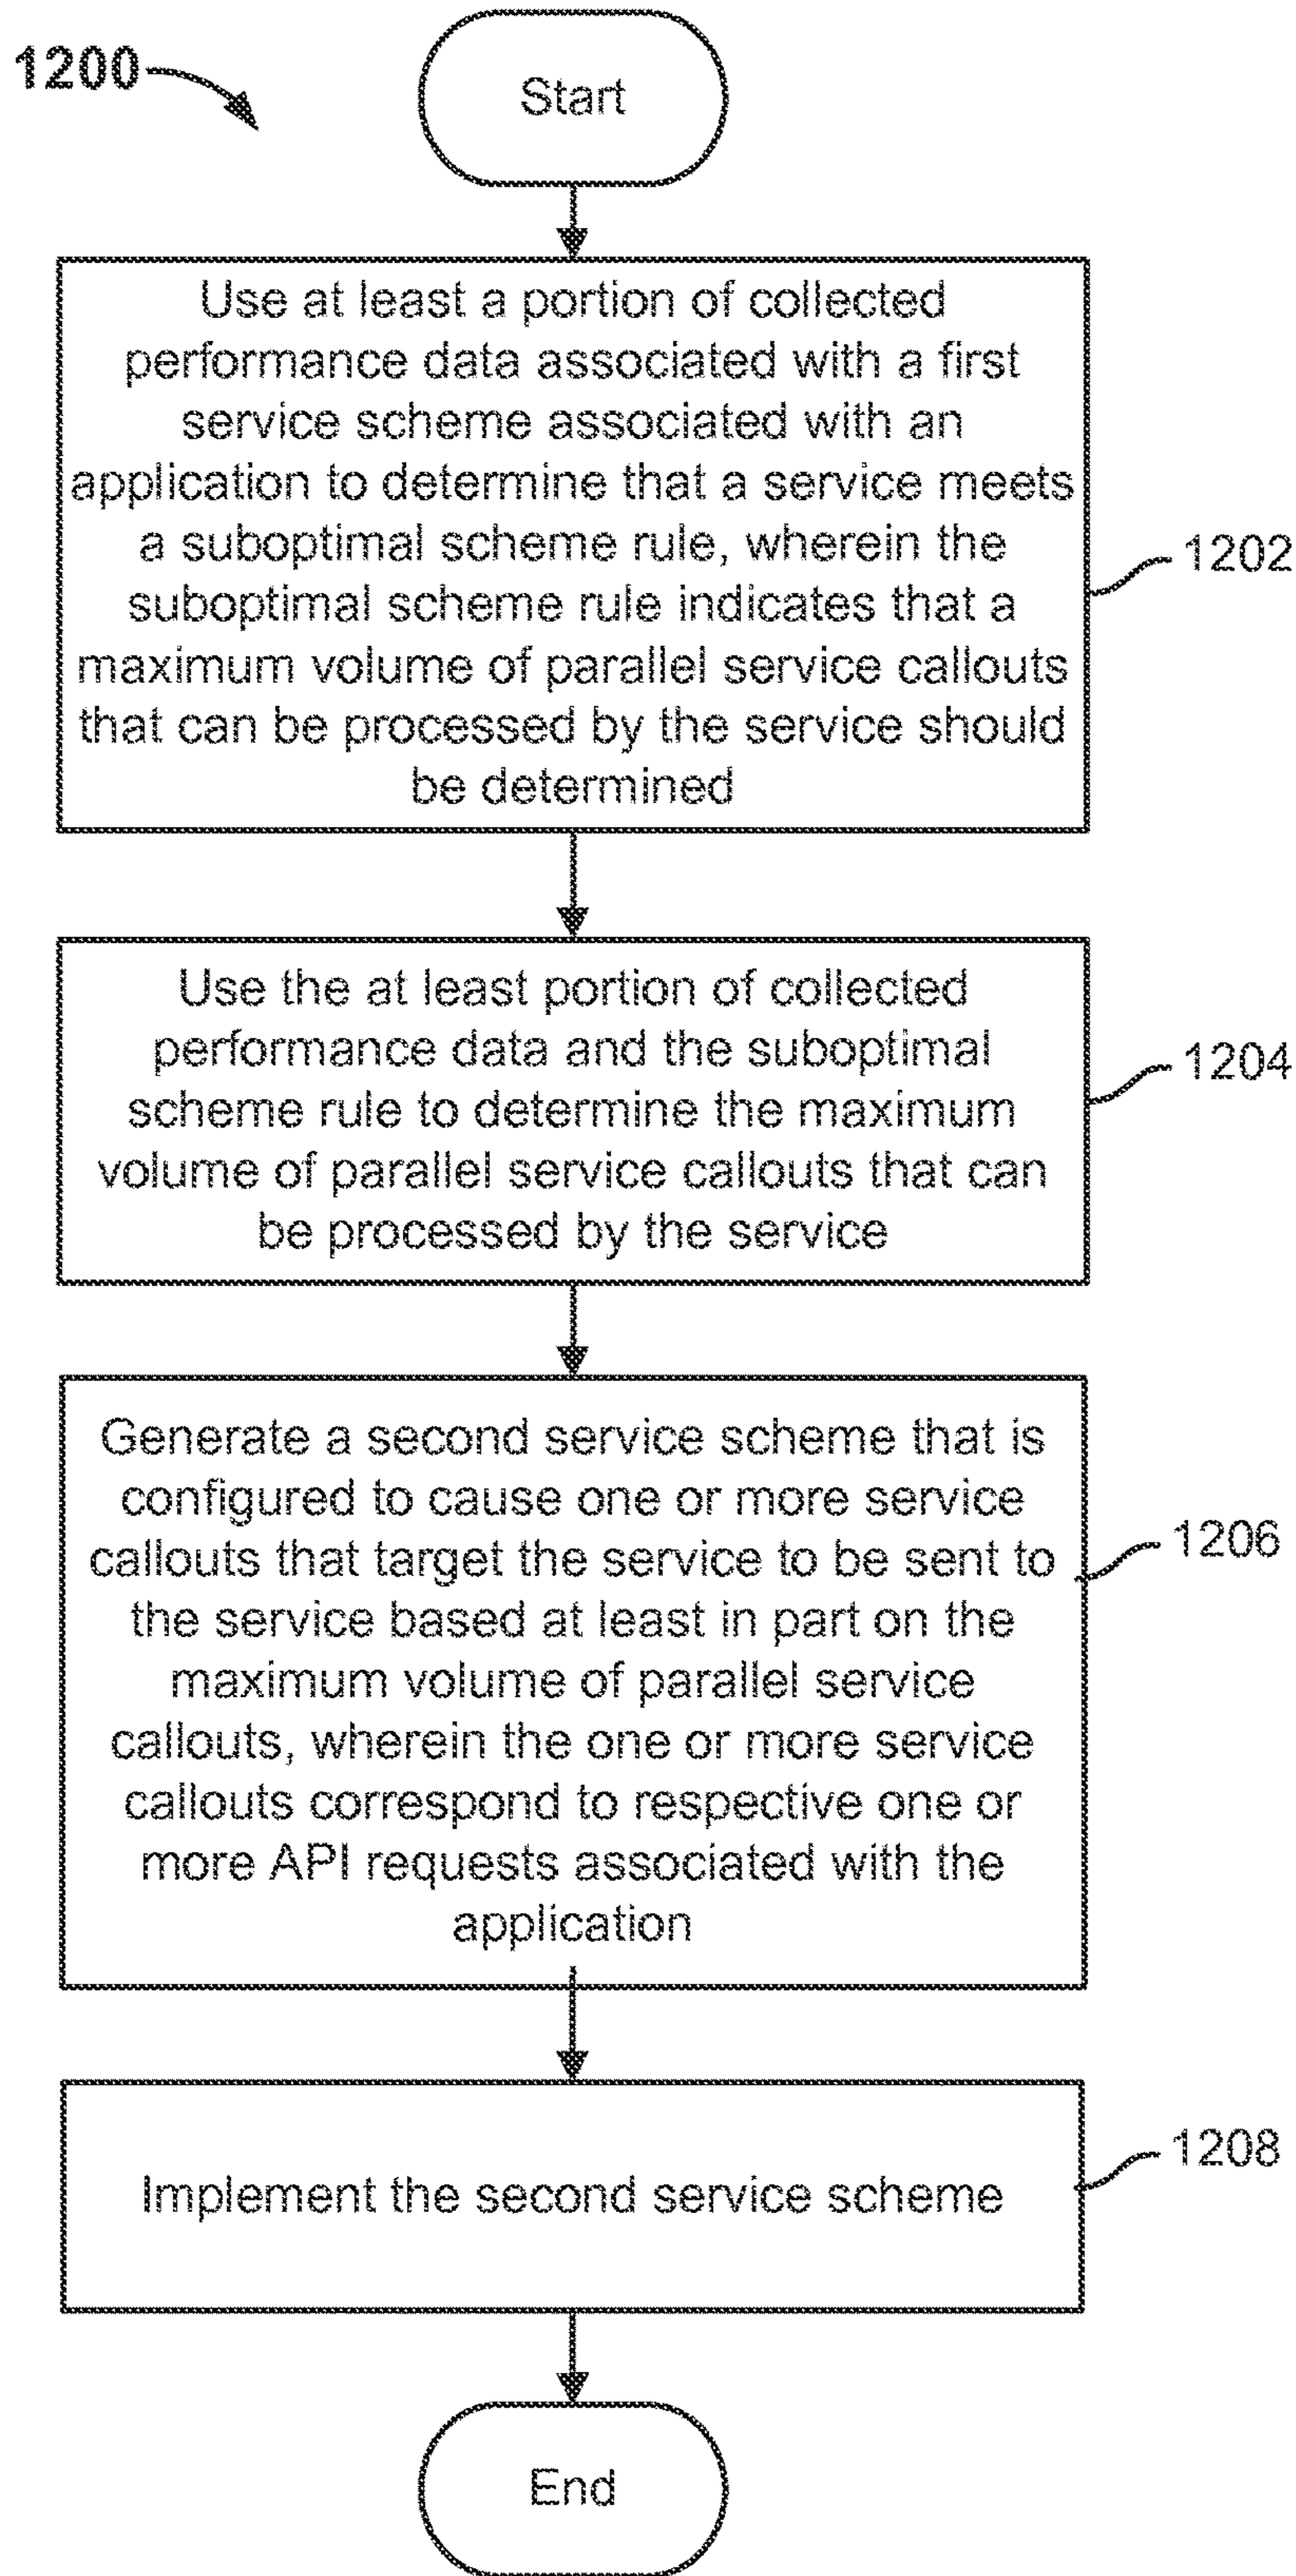 1200
Start
Use at least a portion of collected
performance data associated with a first
service scheme associated with an
application to determine that a service meets
a suboptimal scheme rule, wherein the
suboptimal scheme rule indicates that a
maximum volume of parallel service callouts
that can be processed by the service should
be determined
1202
Use the at least portion of collected
performance data and the suboptimal
scheme rule to determine the maximum
volume of parallel service callouts that can
be processed by the service
1204
Generate a second service scheme that is
configured to cause one or more service
callouts that target the service to be sent to
the service based at least in part on the
maximum volume of parallel service
callouts, wherein the one or more service
callouts correspond to respective one or
more API requests associated with the
application
1206
Implement the second service scheme
1208
End